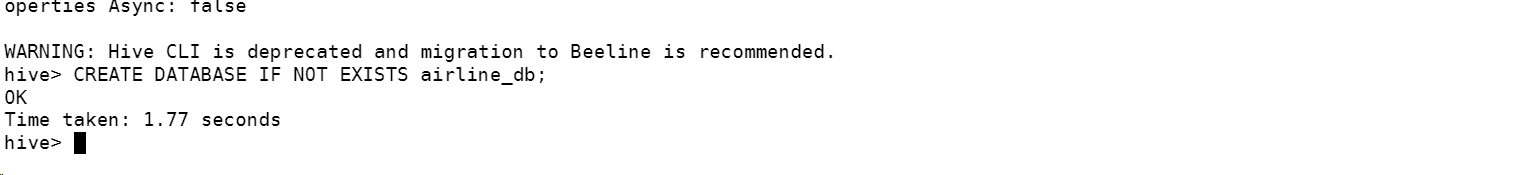 operties Async: false
WARNING: Hive CLI is deprecated and migration to Beeline is recommended.
hive> CREATE DATABASE IF NOT EXISTS airline_db;
OK
Time taken: 1.77 seconds
hive>